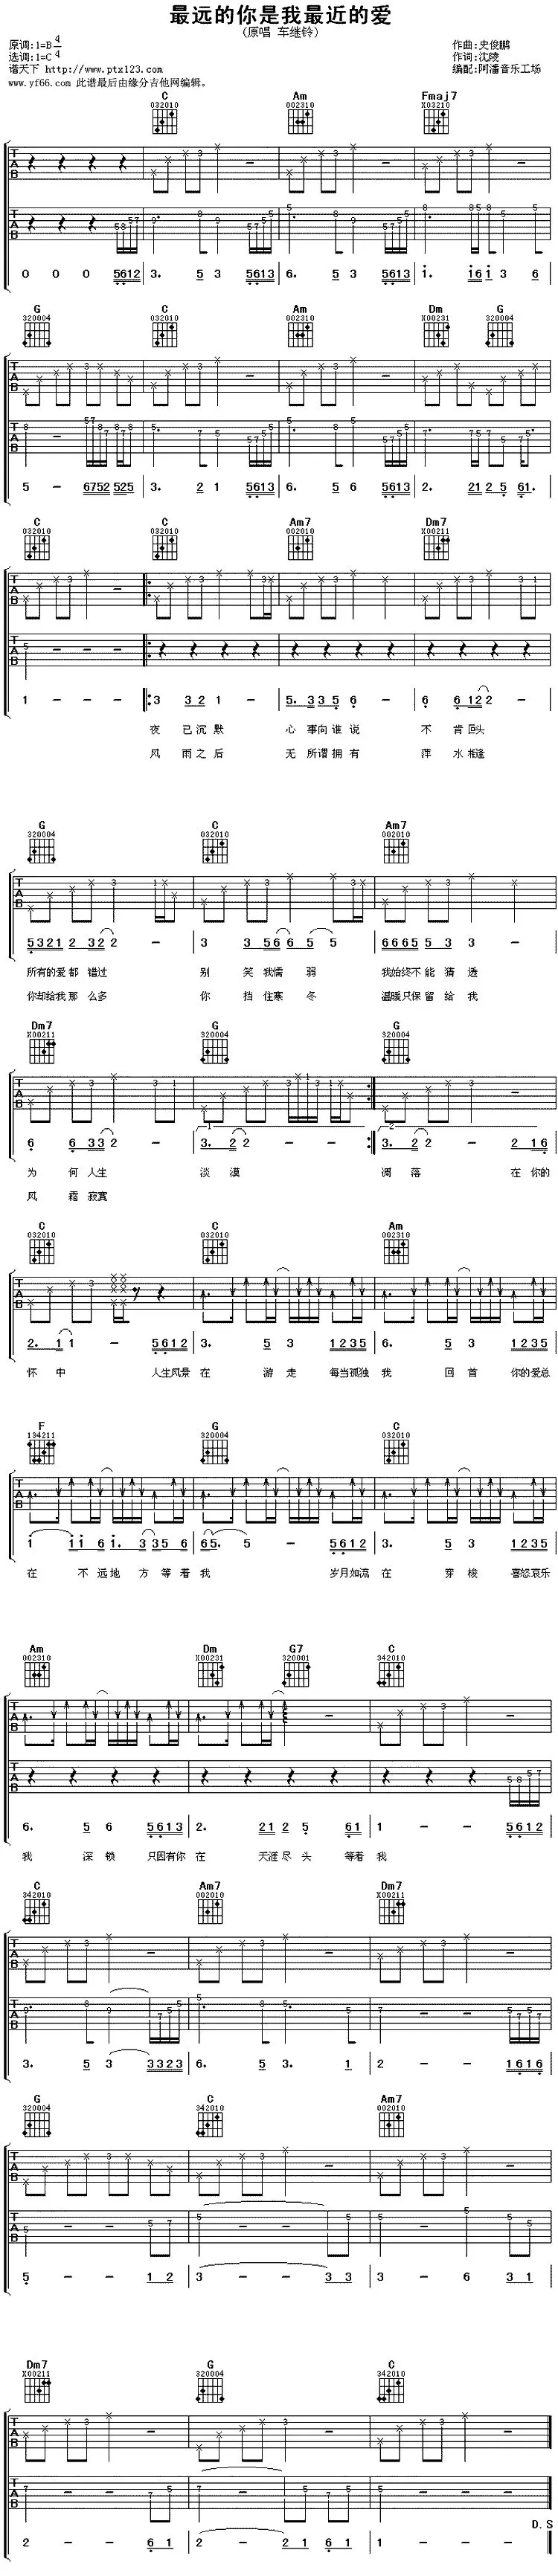 最远的你是我最近的爱
(原唱 车继铃)
原调:1=B 4/4
选调:1=C 4/4
谱天下 http://www.ptx123.com
www.yf66.com 此谱最后由缘分吉他网编辑。
作曲:史俊鹏
作词:沈陵
编配:阿潘音乐工场
C Am Fmaj7
032010 002310 X03210
0 0 0 5612 3. 5 3 5613 6. 5 3 5613 1. 16 1 3 6
G C Am Dm G
320004 032010 002310 X00231 320004
5 - 6752 525 3. 2 1 5613 6. 5 6 5613 2. 21 2 5 61.
C C Am7 Dm7
032010 032010 002010 X00211
1 - - - 3 3 2 1 - 5. 3 3 5 6 - 6 6 12 2 -
夜 已 沉 默 心 事 向 谁 说 不 肯 回头
风 雨 之 后 无 所谓 拥 有 萍 水 相逢
G C Am7
320004 032010 002010
5321 2 32 2 - 3 3 56 6 5 5 6665 5 3 3 -
所有的爱 都 错过 别 笑 我懦 弱 我始终不 能 猜 透
你却给我 那 么多 你 挡 住寒 冬 温暖只保 留 给 我
Dm7 G G
X00211 320004 320004
6 6 33 2 - 3. 2 2 - 3. 2 2 - 2 16
为 何 人生 淡 漠 凋 落 在 你的
风 霜 寂寞
C C Am
032010 032010 002310
2. 1 1 - 5612 3. 5 3 1235 6. 5 3 1235
怀 中 人生风景 在 游 走 每当孤独 我 回 首 你的爱总
F G C
134211 320004 032010
1 11 6 1. 3 35 6 65. 5 - 5612 3. 5 3 1235
在 不 远地 方 等 着 我 岁月如流 在 穿 梭 喜怒哀乐
Am Dm G7 C
002310 X00231 320001 342010
6. 5 6 5613 2. 21 2 5 61 1 - - 5612
我 深 锁 只因有你 在 天涯 尽 头 等着 我
C Am7 Dm7
342010 002010 X00211
3. 5 3 3323 6. 5 3. 1 2 - - 1616
G C Am7
320004 342010 002010
5 - - 1 2 3 - - 3 3 3 - 6 3 1
Dm7 G C
X00211 320004 342010
D.S
2 - - 6 1 2 - 2 1 6 1 1 - - -